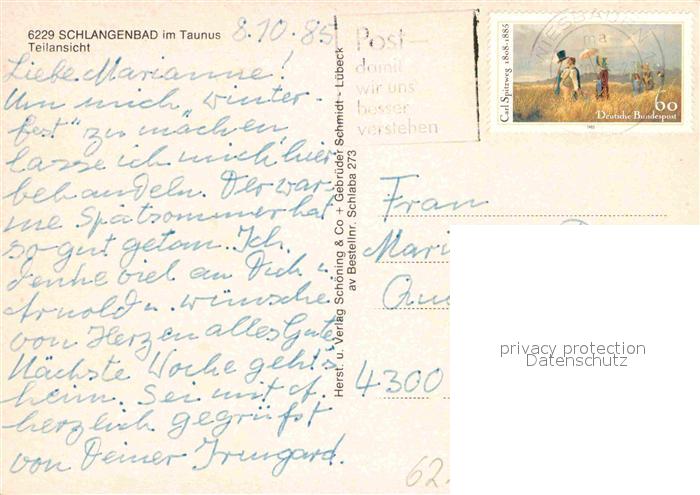 6229 SCHLANGENBAD im Taunus
Teilansicht
8.10.85
Liebe Marianne!
Um mich "winter-
fest" zu machen,
lasse ich mich hier
behandeln. Der war-
me Spätsommer hat
so gut getan. Ich
denke viel an Dich u.
Arnold u. wünsche
von Herzen alles Gute
Nächste Woche geht's
heim. Sei mit
herzlich gegrüßt
von Deiner Irmgard.
Herst. u. Verlag Schöning & Co + Gebrüder Schmidt - Lübeck
av Bestellnr. Schlaba 273
Post-
damit
wir uns
besser
verstehen
WIESBADEN
ma
Carl Spitzweg 1808-1885
60
Deutsche Bundespost
1985
Frau
4300
62.
privacy protection
Datenschutz